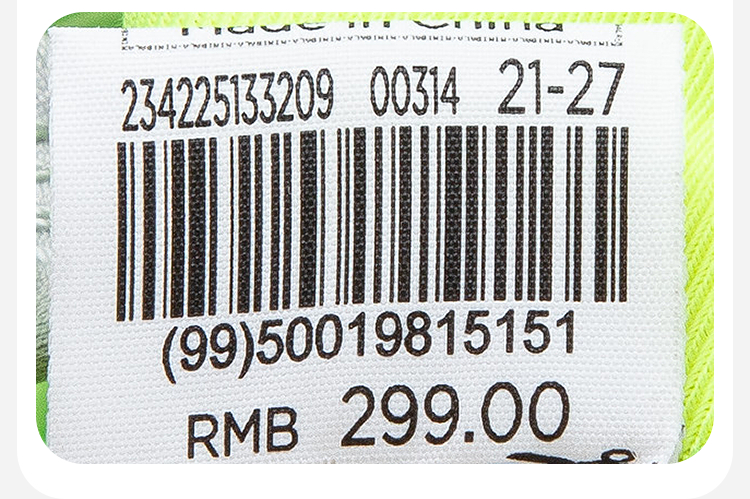 Made in China
234225133209 00314 21-27
(99)50019815151
RMB 299.00